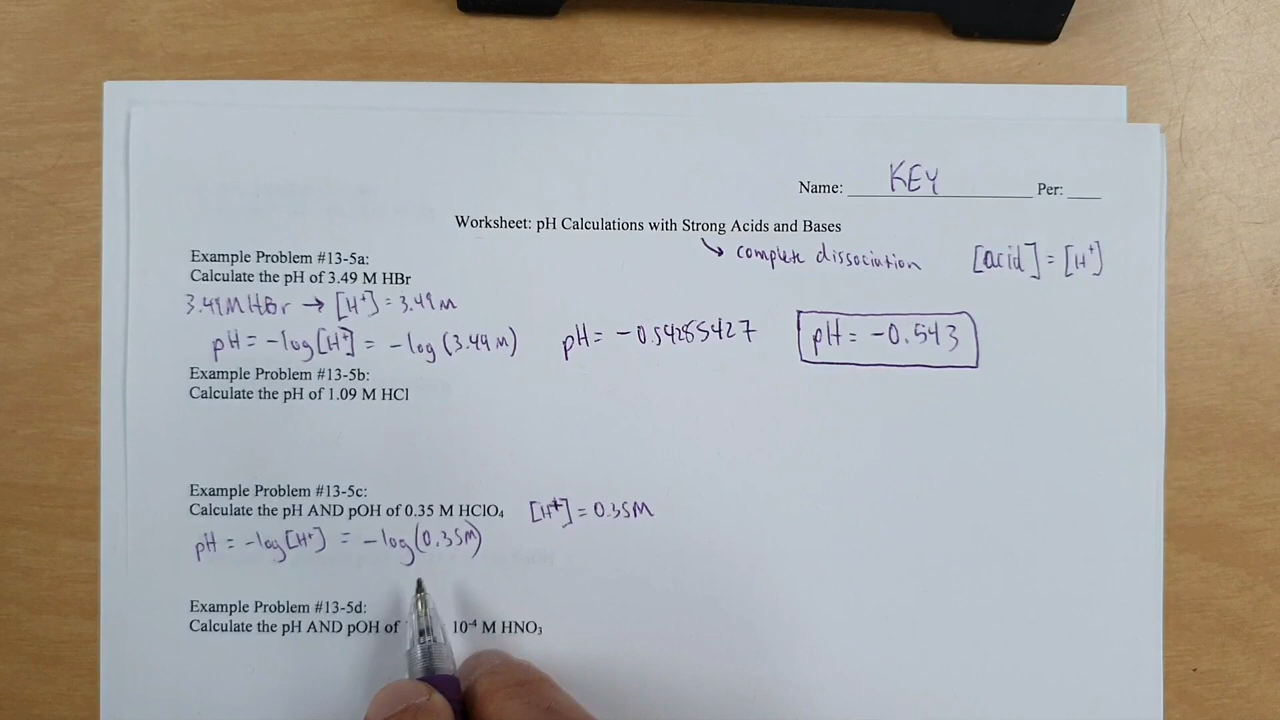 Name: KEY Per:
Worksheet: pH Calculations with Strong Acids and Bases
Example Problem #13-5a: ↳ complete dissociation [acid] = [H⁺]
Calculate the pH of 3.49 M HBr
3.49M HBr → [H⁺] = 3.49 M
pH = -log[H⁺] = -log(3.49 M) pH = -0.54285427 pH = -0.543
Example Problem #13-5b:
Calculate the pH of 1.09 M HCl
Example Problem #13-5c:
Calculate the pH AND pOH of 0.35 M HClO₄ [H⁺] = 0.35M
pH = -log[H⁺] = -log(0.35M)
Example Problem #13-5d:
Calculate the pH AND pOH of 10⁻⁴ M HNO₃